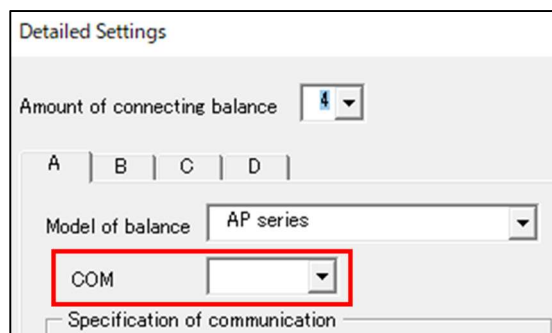 Detailed Settings
Amount of connecting balance 4
A B C D
Model of balance AP series
COM
Specification of communication